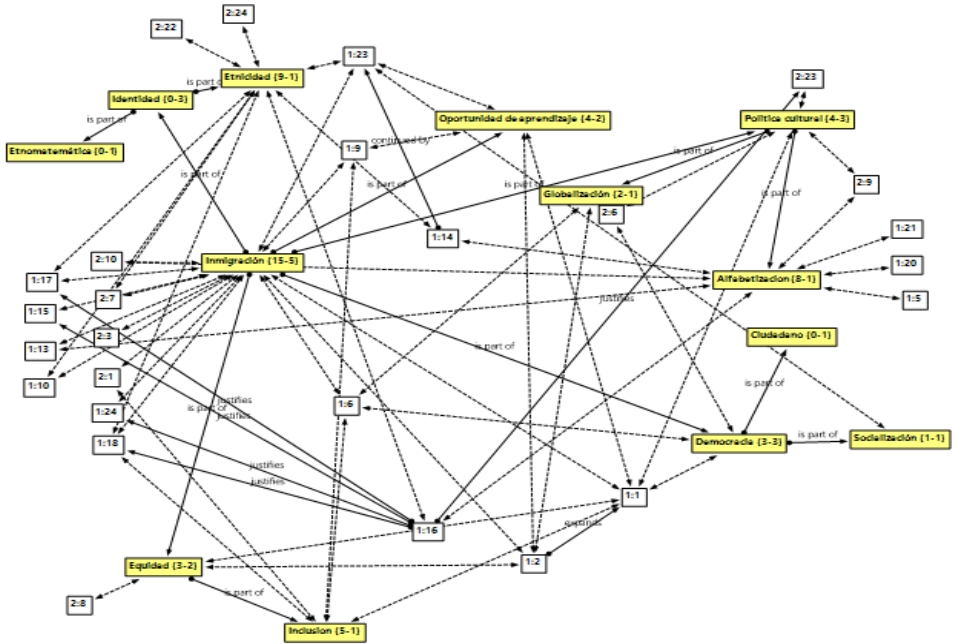 2:24
2:22
1:23
Etnicidad {9-1}
2:23
is part of
Identidad {0-3}
is part of
Oportunidad de aprendizaje {4-2}
Politica cultural {4-3}
Etnomatemática {0-1}
continued by
1:9
is part of
is part of
is part of
is part of
2:9
Globalización {2-1}
is part of
2:6
1:21
1:14
2:10
Inmigración {15-5}
1:20
1:17
Alfabetizacion {8-1}
2:7
justifies
1:5
1:15
2:3
Ciudadano {0-1}
1:13
is part of
2:1
1:10
is part of
justifies
1:6
1:24
is part of
justifies
1:18
Democracia {3-3}
is part of
Socialización {1-1}
justifies
justifies
1:1
1:16
expands
1:2
Equidad {3-2}
is part of
2:8
Inclusion {5-1}